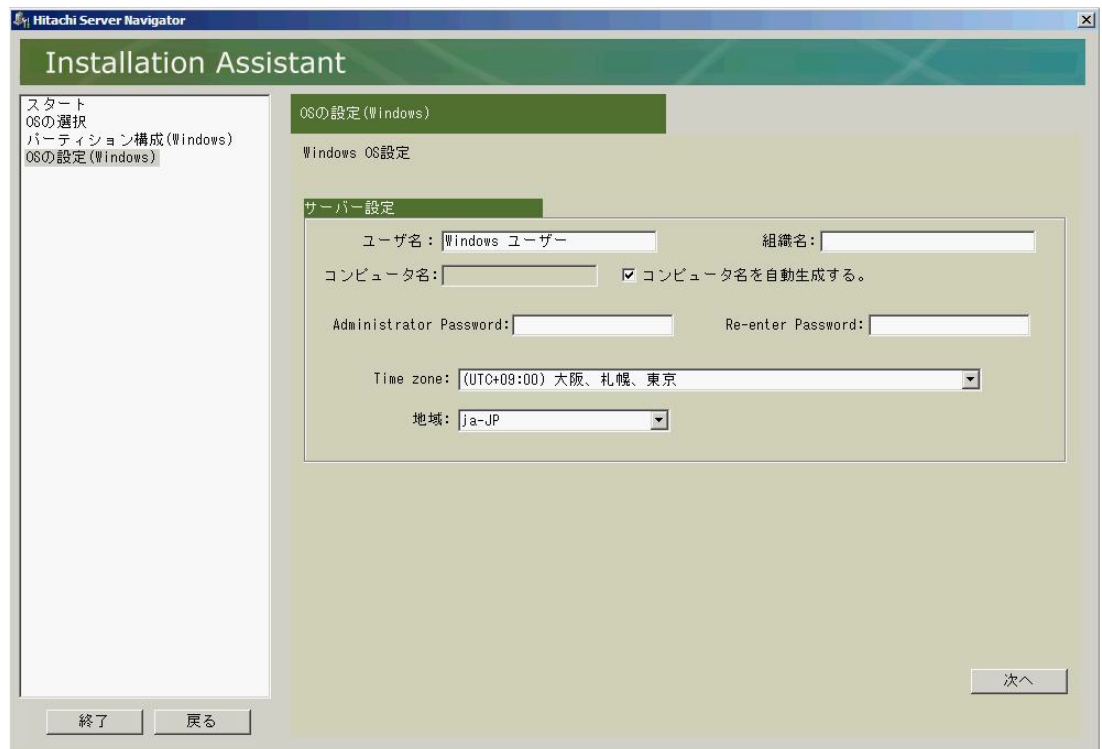 Hitachi Server Navigator
Installation Assistant
スタート
OSの選択
パーティション構成(Windows)
OSの設定(Windows)
OSの設定(Windows)
Windows OS設定
サーバー設定
ユーザ名: Windows ユーザー 組織名:
コンピュータ名: コンピュータ名を自動生成する。
Administrator Password: Re-enter Password:
Time zone: (UTC+09:00) 大阪、札幌、東京
地域: ja-JP
次へ
終了 戻る